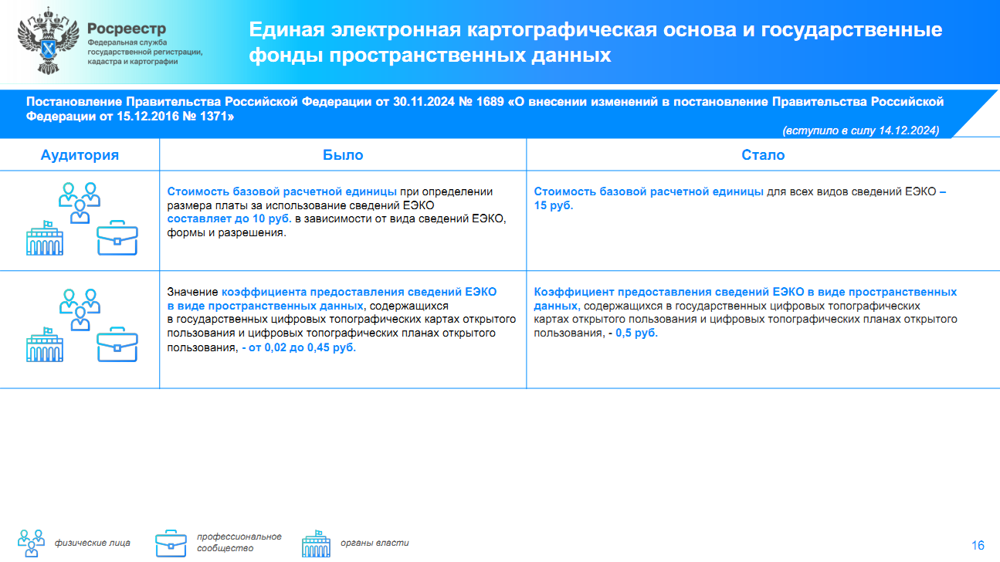 Росреестр
Федеральная служба
государственной регистрации,
кадастра и картографии
Единая электронная картографическая основа и государственные
фонды пространственных данных
Постановление Правительства Российской Федерации от 30.11.2024 № 1689 «О внесении изменений в постановление Правительства Российской
Федерации от 15.12.2016 № 1371»
(вступило в силу 14.12.2024)
Аудитория
Было
Стало
Стоимость базовой расчетной единицы при определении
размера платы за использование сведений ЕЭКО
составляет до 10 руб. в зависимости от вида сведений ЕЭКО,
формы и разрешения.
Стоимость базовой расчетной единицы для всех видов сведений ЕЭКО –
15 руб.
Значение коэффициента предоставления сведений ЕЭКО
в виде пространственных данных, содержащихся
в государственных цифровых топографических картах открытого
пользования и цифровых топографических планах открытого
пользования, - от 0,02 до 0,45 руб.
Коэффициент предоставления сведений ЕЭКО в виде пространственных
данных, содержащихся в государственных цифровых топографических
картах открытого пользования и цифровых топографических планах открытого
пользования, - 0,5 руб.
физические лица
профессиональное
сообщество
органы власти
16